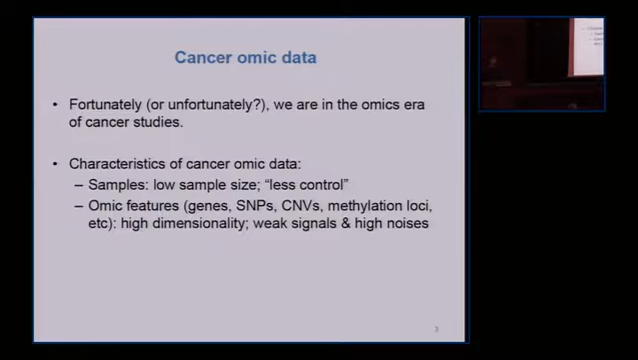 Cancer omic data
• Fortunately (or unfortunately?), we are in the omics era
of cancer studies.
• Characteristics of cancer omic data:
– Samples: low sample size; “less control”
– Omic features (genes, SNPs, CNVs, methylation loci,
etc): high dimensionality; weak signals & high noises
3